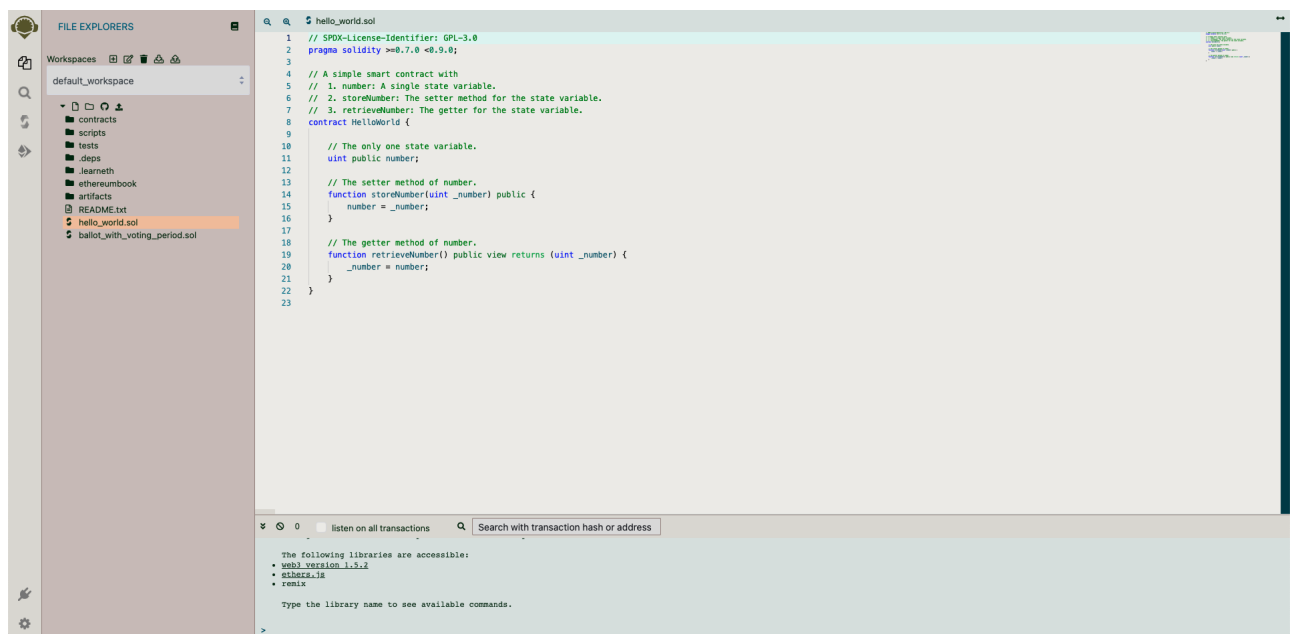 FILE EXPLORERS
Workspaces
default_workspace
contracts
scripts
tests
.deps
.learneth
ethereumbook
artifacts
README.txt
hello_world.sol
ballot_with_voting_period.sol
hello_world.sol
1 // SPDX-License-Identifier: GPL-3.0
2 pragma solidity >=0.7.0 <0.9.0;
3
4 // A simple smart contract with
5 //  1. number: A single state variable.
6 //  2. storeNumber: The setter method for the state variable.
7 //  3. retrieveNumber: The getter for the state variable.
8 contract HelloWorld {
9
10     // The only one state variable.
11     uint public number;
12
13     // The setter method of number.
14     function storeNumber(uint _number) public {
15         number = _number;
16     }
17
18     // The getter method of number.
19     function retrieveNumber() public view returns (uint _number) {
20         _number = number;
21     }
22 }
23
0 listen on all transactions Search with transaction hash or address
The following libraries are accessible:
• web3 version 1.5.2
• ethers.js
• remix
Type the library name to see available commands.
>